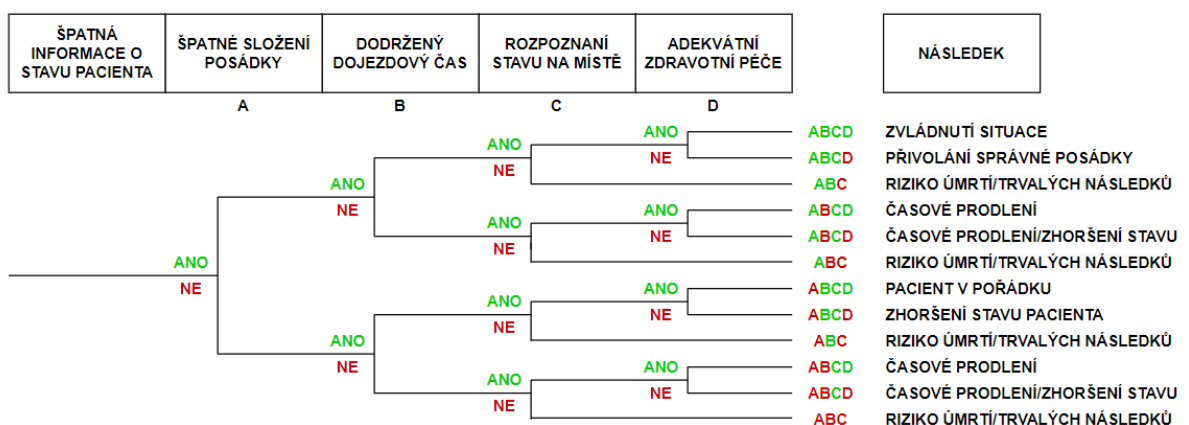 ŠPATNÁ
INFORMACE O
STAVU PACIENTA
ŠPATNÉ SLOŽENÍ
POSÁDKY
DODRŽENÝ
DOJEZDOVÝ ČAS
ROZPOZNANÍ
STAVU NA MÍSTĚ
ADEKVÁTNÍ
ZDRAVOTNÍ PÉČE
NÁSLEDEK
A
B
C
D
ANO
NE
ANO
NE
ANO
NE
ANO
NE
ANO
NE
ANO
NE
ANO
NE
ANO
NE
ANO
NE
ANO
NE
ANO
NE
ABCD ZVLÁDNUTÍ SITUACE
ABCD PŘIVOLÁNÍ SPRÁVNÉ POSÁDKY
ABC RIZIKO ÚMRTÍ/TRVALÝCH NÁSLEDKŮ
ABCD ČASOVÉ PRODLENÍ
ABCD ČASOVÉ PRODLENÍ/ZHORŠENÍ STAVU
ABC RIZIKO ÚMRTÍ/TRVALÝCH NÁSLEDKŮ
ABCD PACIENT V POŘÁDKU
ABCD ZHORŠENÍ STAVU PACIENTA
ABC RIZIKO ÚMRTÍ/TRVALÝCH NÁSLEDKŮ
ABCD ČASOVÉ PRODLENÍ
ABCD ČASOVÉ PRODLENÍ/ZHORŠENÍ STAVU
ABC RIZIKO ÚMRTÍ/TRVALÝCH NÁSLEDKŮ